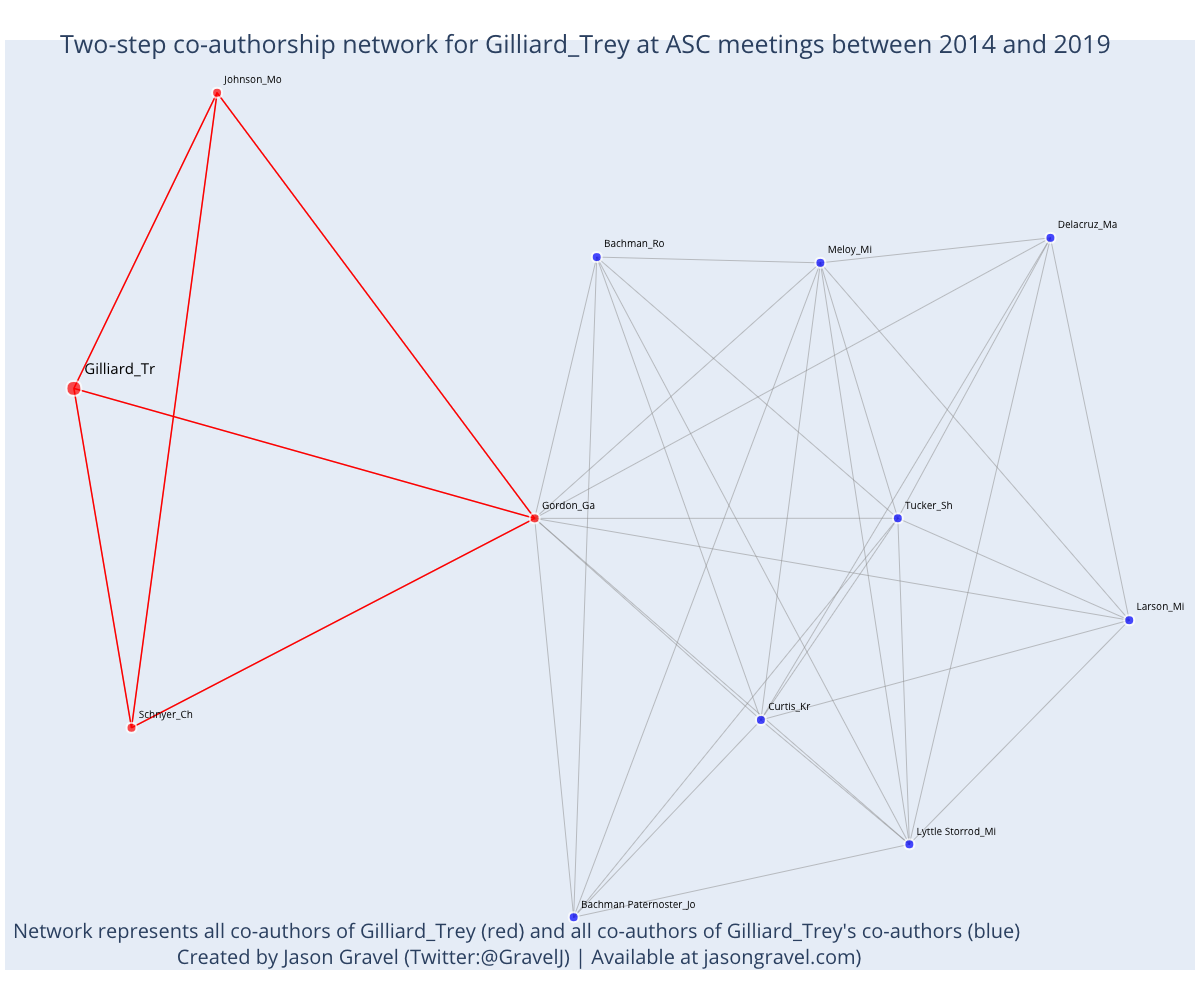 Two-step co-authorship network for Gilliard_Trey at ASC meetings between 2014 and 2019
Johnson_Mo
Delacruz_Ma
Bachman_Ro
Meloy_Mi
Gilliard_Tr
Gordon_Ga
Tucker_Sh
Larson_Mi
Schnyer_Ch
Curtis_Kr
Lyttle Storrod_Mi
Bachman Paternoster_Jo
Network represents all co-authors of Gilliard_Trey (red) and all co-authors of Gilliard_Trey's co-authors (blue)
Created by Jason Gravel (Twitter:@GravelJ) | Available at jasongravel.com)